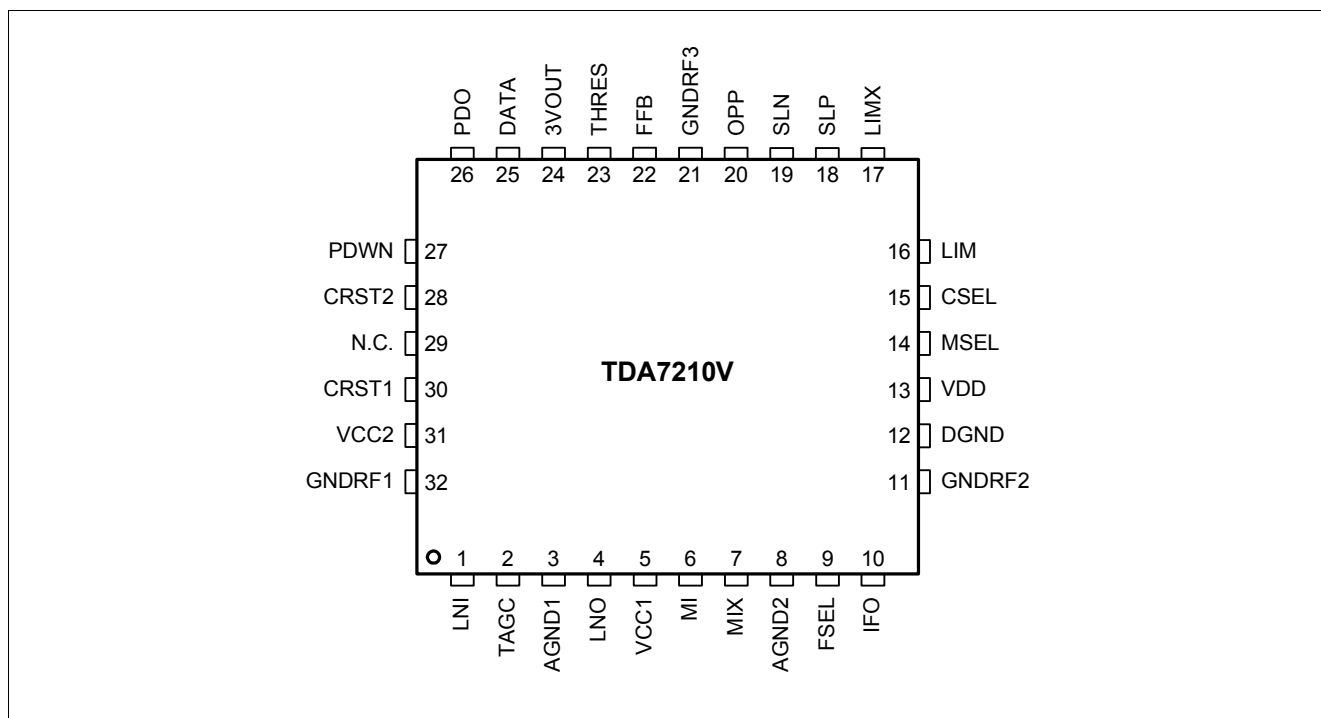 PDO
DATA
3VOUT
THRES
FFB
GNDRF3
OPP
SLN
SLP
LIMX
26 25 24 23 22 21 20 19 18 17
PDWN 27
16 LIM
CRST2 28
15 CSEL
N.C. 29
14 MSEL
TDA7210V
CRST1 30
13 VDD
VCC2 31
12 DGND
GNDRF1 32
11 GNDRF2
1 2 3 4 5 6 7 8 9 10
LNI
TAGC
AGND1
LNO
VCC1
MI
MIX
AGND2
FSEL
IFO